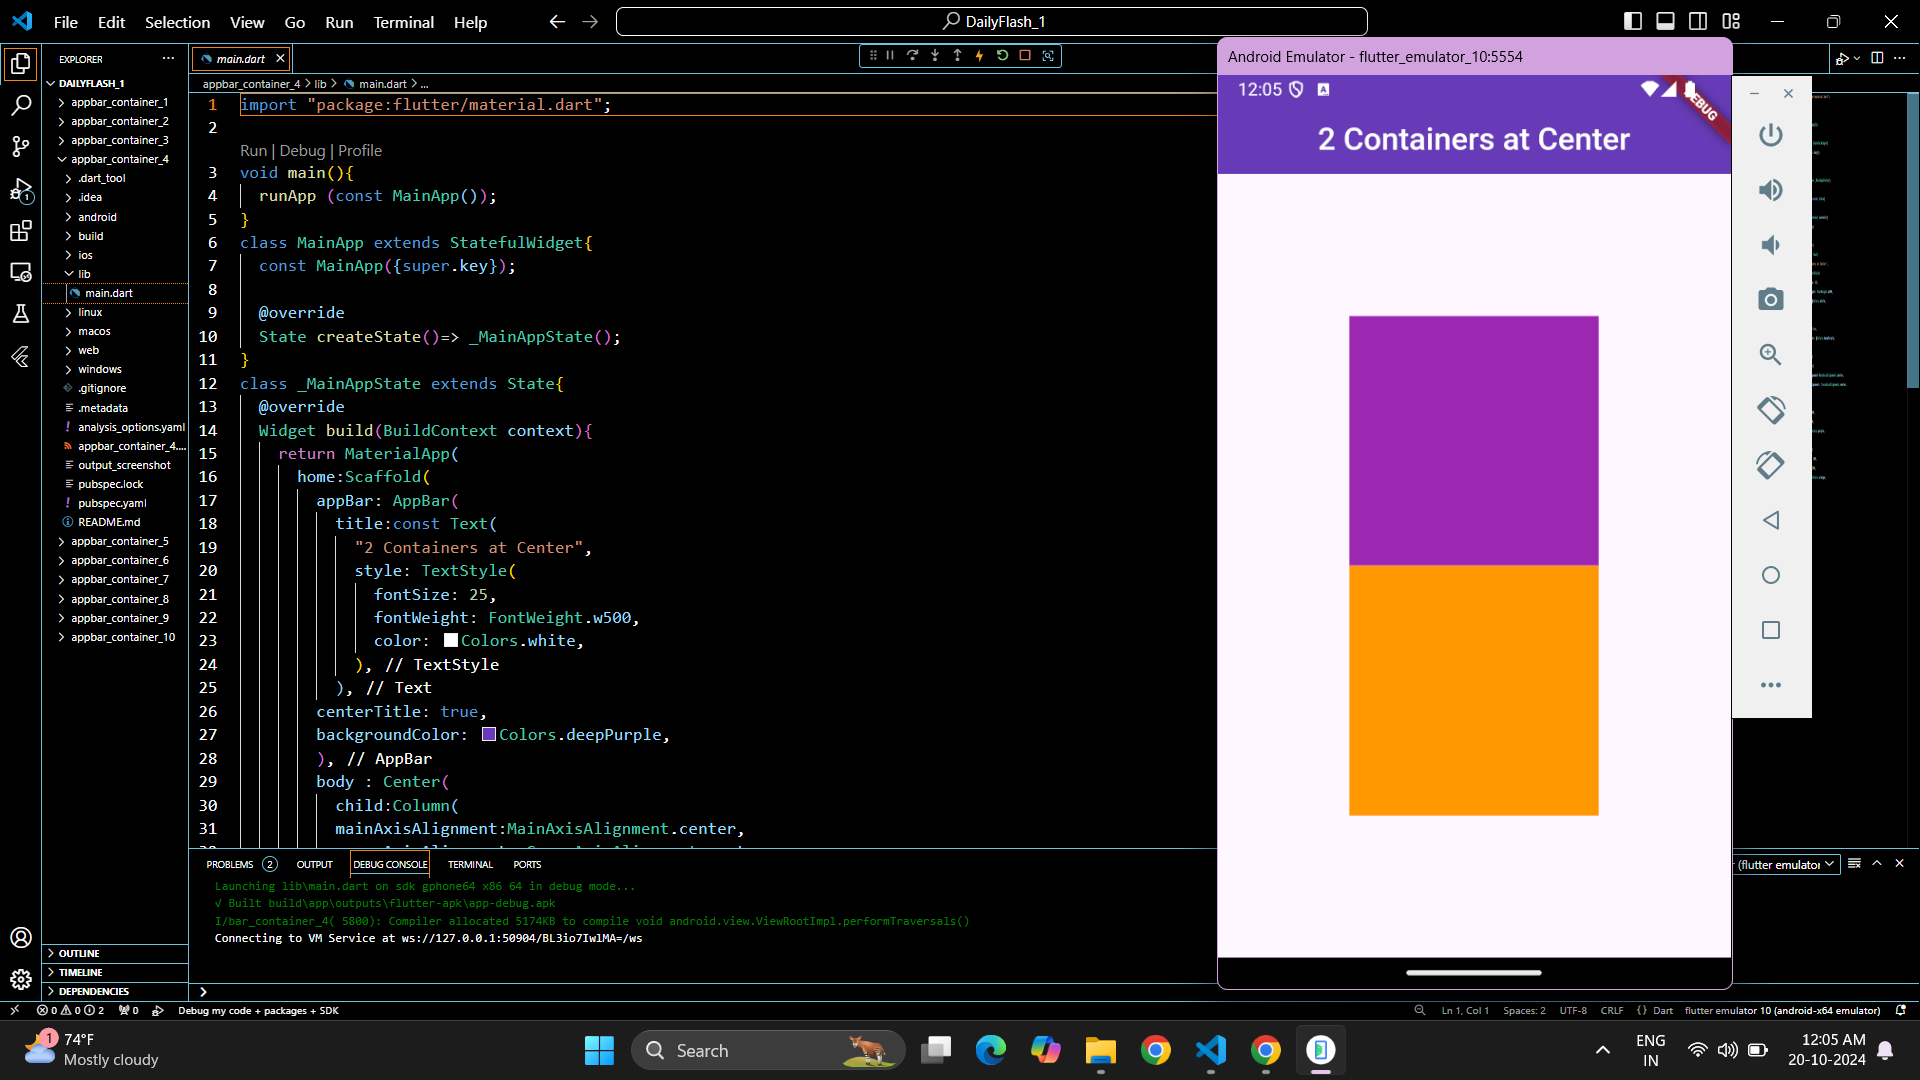 File Edit Selection View Go Run Terminal Help
DailyFlash_1
EXPLORER
DAILYFLASH_1
appbar_container_1
appbar_container_2
appbar_container_3
appbar_container_4
.dart_tool
.idea
android
build
ios
lib
main.dart
linux
macos
web
windows
.gitignore
.metadata
analysis_options.yaml
appbar_container_4....
output_screenshot
pubspec.lock
pubspec.yaml
README.md
appbar_container_5
appbar_container_6
appbar_container_7
appbar_container_8
appbar_container_9
appbar_container_10
OUTLINE
TIMELINE
DEPENDENCIES
main.dart
appbar_container_4 > lib > main.dart > ...
1 import "package:flutter/material.dart";
2
Run | Debug | Profile
3 void main(){
4 runApp (const MainApp());
5 }
6 class MainApp extends StatefulWidget{
7 const MainApp({super.key});
8
9 @override
10 State createState()=> _MainAppState();
11 }
12 class _MainAppState extends State{
13 @override
14 Widget build(BuildContext context){
15 return MaterialApp(
16 home:Scaffold(
17 appBar: AppBar(
18 title:const Text(
19 "2 Containers at Center",
20 style: TextStyle(
21 fontSize: 25,
22 fontWeight: FontWeight.w500,
23 color: Colors.white,
24 ), // TextStyle
25 ), // Text
26 centerTitle: true,
27 backgroundColor: Colors.deepPurple,
28 ), // AppBar
29 body : Center(
30 child:Column(
31 mainAxisAlignment:MainAxisAlignment.center,
PROBLEMS 2 OUTPUT DEBUG CONSOLE TERMINAL PORTS
(flutter emulator
Launching lib\main.dart on sdk gphone64 x86 64 in debug mode...
√ Built build\app\outputs\flutter-apk\app-debug.apk
I/bar_container_4( 5800): Compiler allocated 5174KB to compile void android.view.ViewRootImpl.performTraversals()
Connecting to VM Service at ws://127.0.0.1:50904/BL3io7IwlMA=/ws
Android Emulator - flutter_emulator_10:5554
12:05
DEBUG
2 Containers at Center
0 0 2 0 Debug my code + packages + SDK
Ln 1, Col 1 Spaces: 2 UTF-8 CRLF {} Dart flutter emulator 10 (android-x64 emulator)
1
74°F
Mostly cloudy
Search
ENG
IN
12:05 AM
20-10-2024